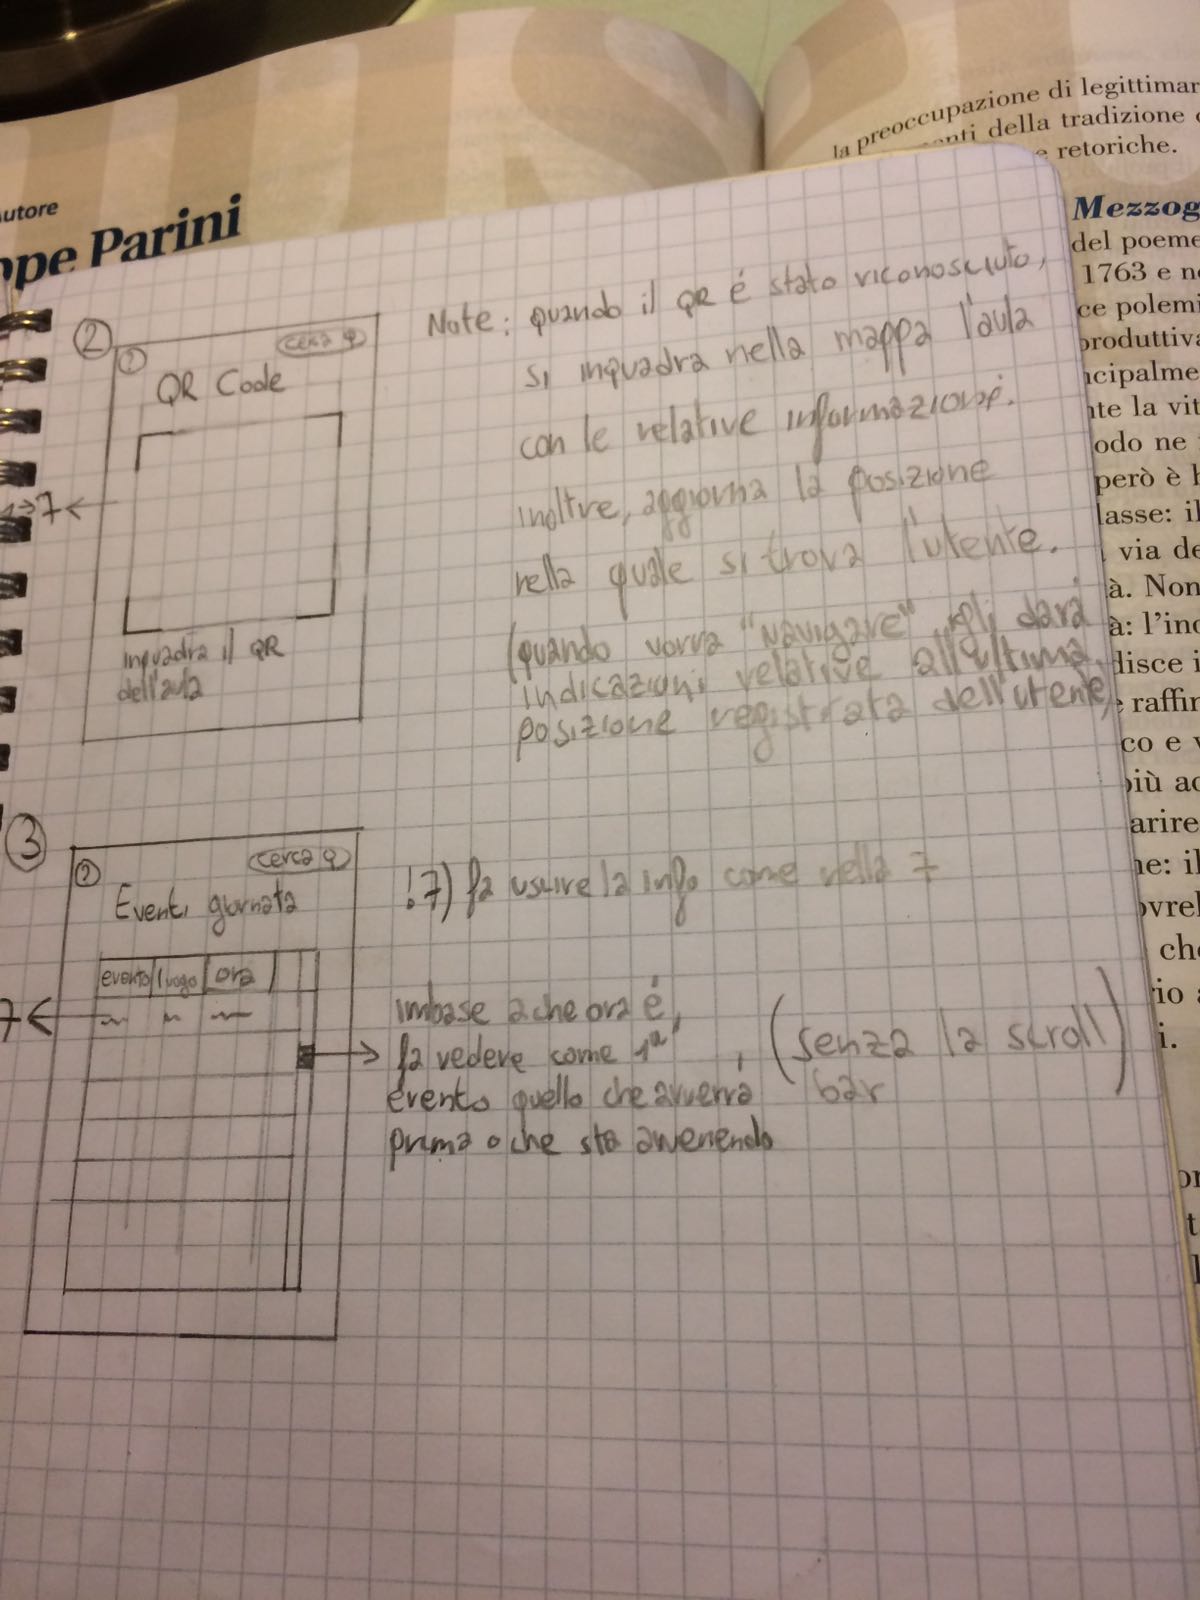 utore
ppe Parini
la preoccupazione di legittimar
nti della tradizione
e retoriche.
Mezzog
del poeme
1763 e n
ce polemi
produttiva
ncipalme
nte la vit
odo ne
però è h
lasse: il
via de
à. Non
à: l'inc
disce i
e raffin
co e v
più ac
arire
ne: il
ovrel
che
io a
i.
2
1
cerca
QR Code
7
inquadra il QR
dell'aula
Note: quando il QR é stato riconosciuto,
si inquadra nella mappa l'aula
con le relative informazioni.
inoltre, aggiorna la posizione
nella quale si trova l'utente.
(quando vorrà "navigare" gli darà
indicazioni relative all'ultima
posizione registrata dell'utente)
3
2
cerca
Eventi giornata
evento luogo ora
7
!7) fa uscire la info come nella 7
imbase a che ora é,
fa vedere come 1ª , (senza la scroll
evento quello che avverrà bar)
prima o che sta avvenendo